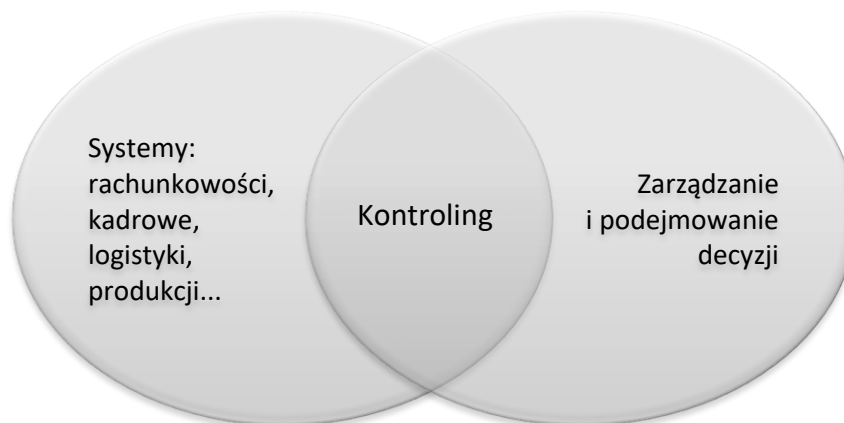 Systemy:
rachunkowości,
kadrowe,
logistyki,
produkcji...
Kontroling
Zarządzanie
i podejmowanie
decyzji